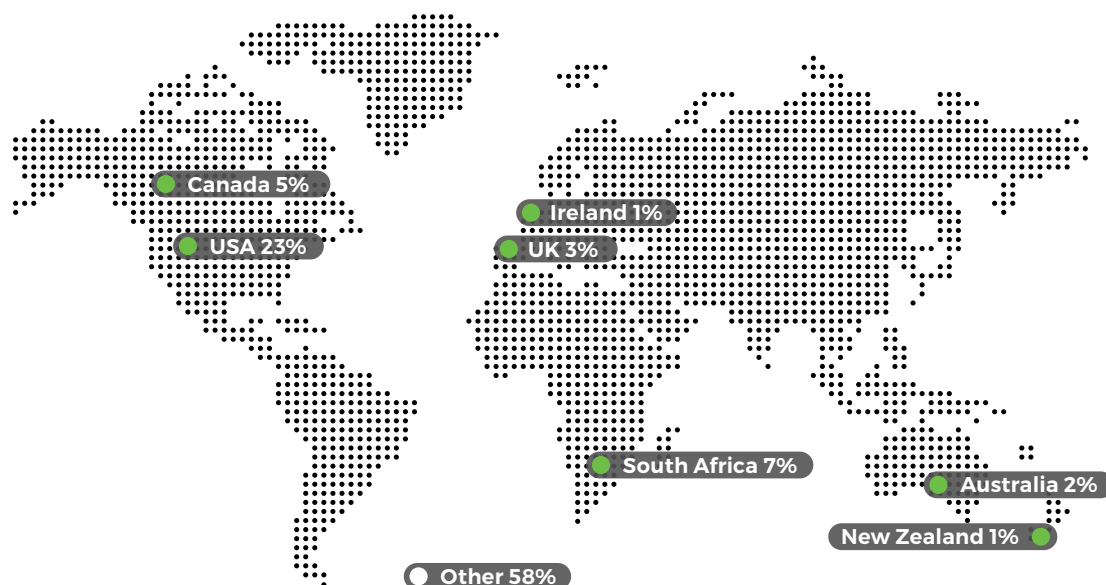 Canada 5%
Ireland 1%
USA 23%
UK 3%
South Africa 7%
Australia 2%
New Zealand 1%
Other 58%